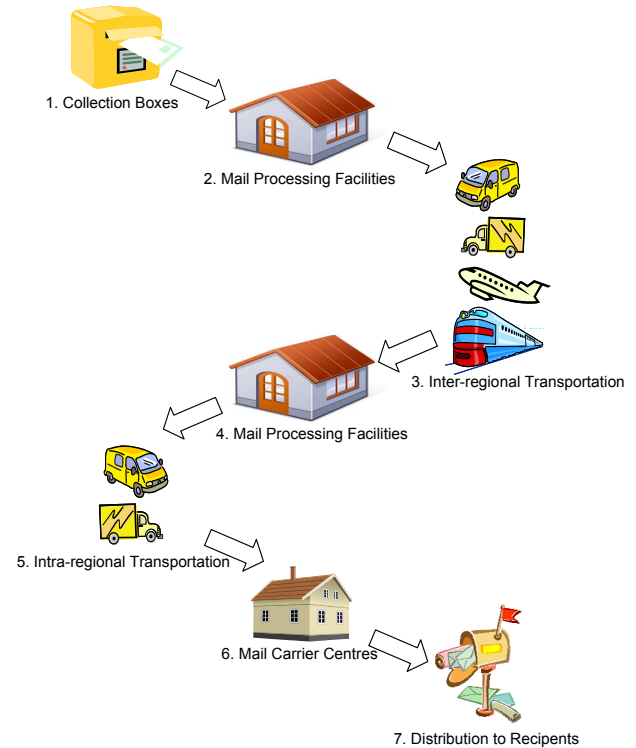 1. Collection Boxes
2. Mail Processing Facilities
3. Inter-regional Transportation
4. Mail Processing Facilities
5. Intra-regional Transportation
6. Mail Carrier Centres
7. Distribution to Recipents